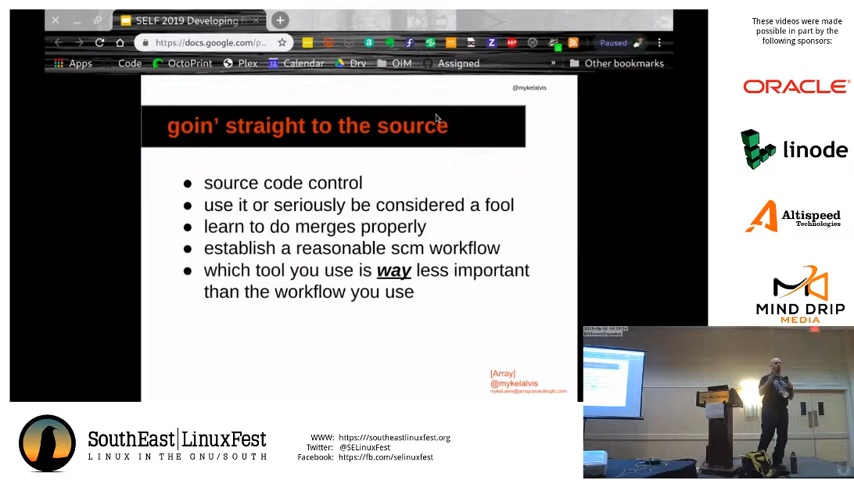 SELF 2019 Developing
https://docs.google.com/p...
Paused
Apps
Code
OctoPrint
Plex
Calendar
Drv
OIM
Assigned
»
Other bookmarks
@mykelalvis
goin' straight to the source
● source code control
● use it or seriously be considered a fool
● learn to do merges properly
● establish a reasonable scm workflow
● which tool you use is way less important
than the workflow you use
[Array]
@mykelalvis
These videos were made
possible in part by the
following sponsors:
ORACLE
linode
Altispeed
Technologies
MIND DRIP
MEDIA
SouthEast|LinuxFest
LINUX IN THE GNU/SOUTH
WWW: https:///southeastlinuxfest.org
Twitter: @SELinuxFest
Facebook: https://fb.com/selinuxfest